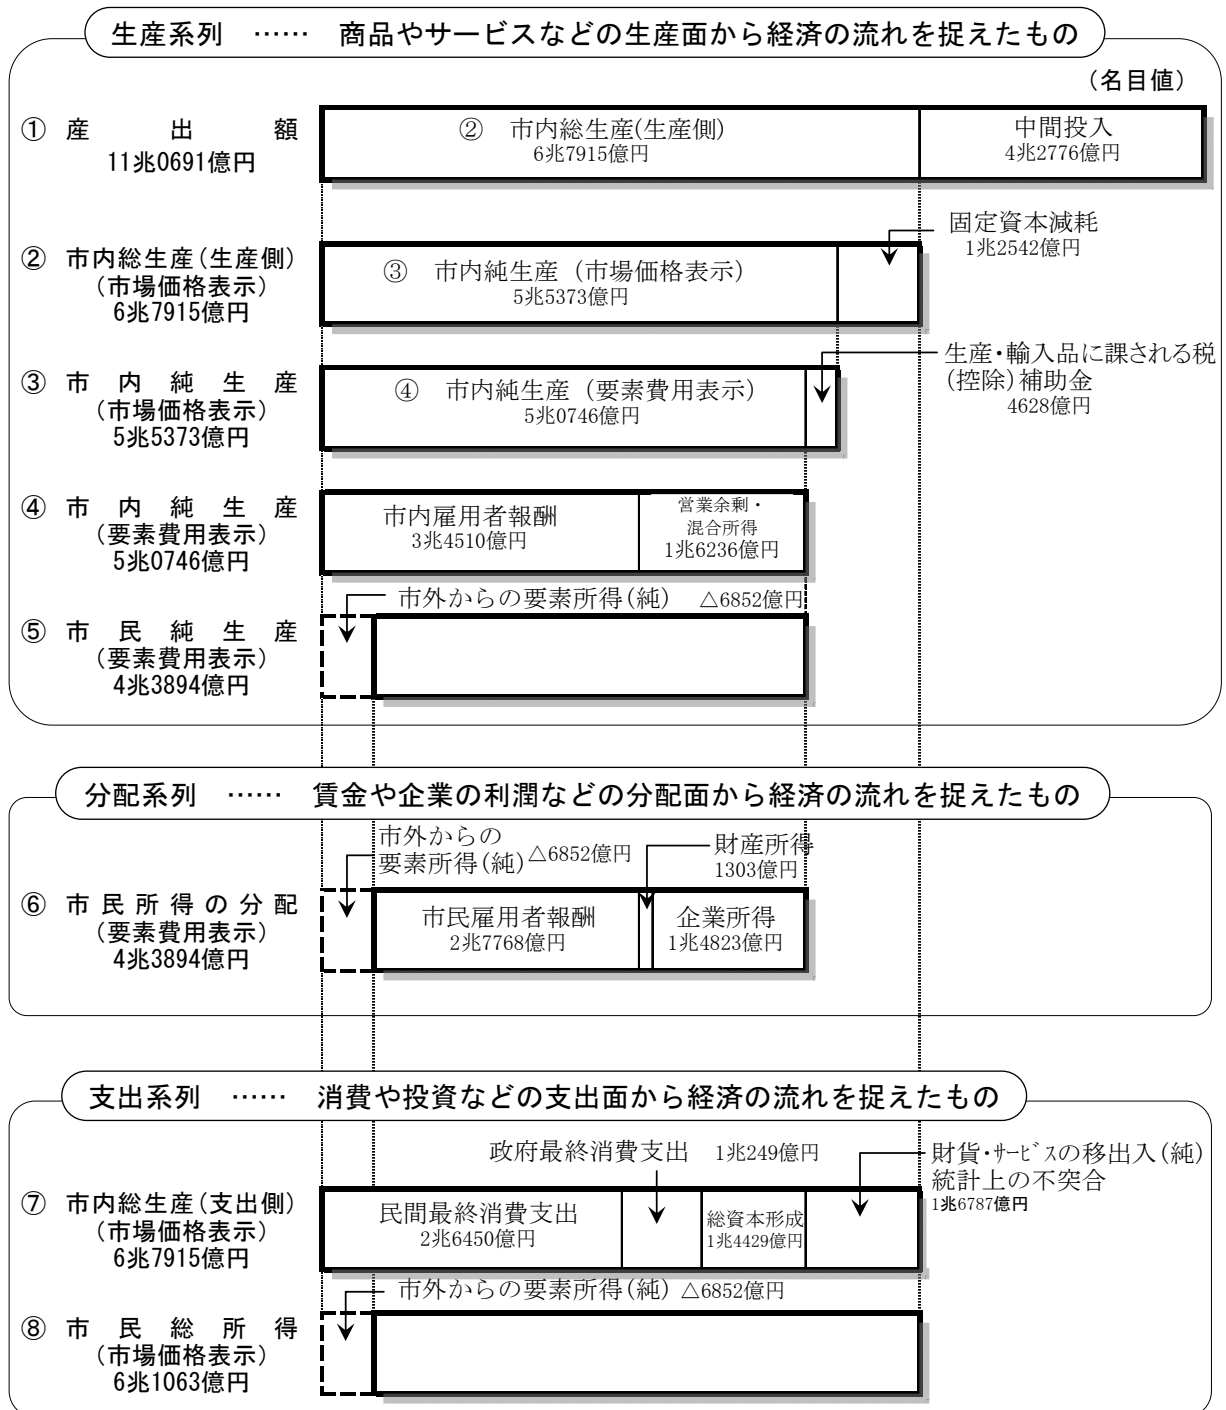 生産系列 …… 商品やサービスなどの生産面から経済の流れを捉えたもの
（名目値）
① 産出額
11兆0691億円
② 市内総生産(生産側)
6兆7915億円
中間投入
4兆2776億円
固定資本減耗
1兆2542億円
② 市内総生産(生産側)
(市場価格表示)
6兆7915億円
③ 市内純生産（市場価格表示）
5兆5373億円
生産・輸入品に課される税
(控除)補助金
4628億円
③ 市内純生産
(市場価格表示)
5兆5373億円
④ 市内純生産（要素費用表示）
5兆0746億円
④ 市内純生産
(要素費用表示)
5兆0746億円
市内雇用者報酬
3兆4510億円
営業余剰・
混合所得
1兆6236億円
市外からの要素所得(純) △6852億円
⑤ 市民純生産
(要素費用表示)
4兆3894億円
分配系列 …… 賃金や企業の利潤などの分配面から経済の流れを捉えたもの
市外からの
要素所得(純) △6852億円
財産所得
1303億円
⑥ 市民所得の分配
(要素費用表示)
4兆3894億円
市民雇用者報酬
2兆7768億円
企業所得
1兆4823億円
支出系列 …… 消費や投資などの支出面から経済の流れを捉えたもの
政府最終消費支出 1兆249億円
財貨・サービスの移出入(純)
統計上の不突合
1兆6787億円
⑦ 市内総生産(支出側)
(市場価格表示)
6兆7915億円
民間最終消費支出
2兆6450億円
総資本形成
1兆4429億円
市外からの要素所得(純) △6852億円
⑧ 市民総所得
(市場価格表示)
6兆1063億円